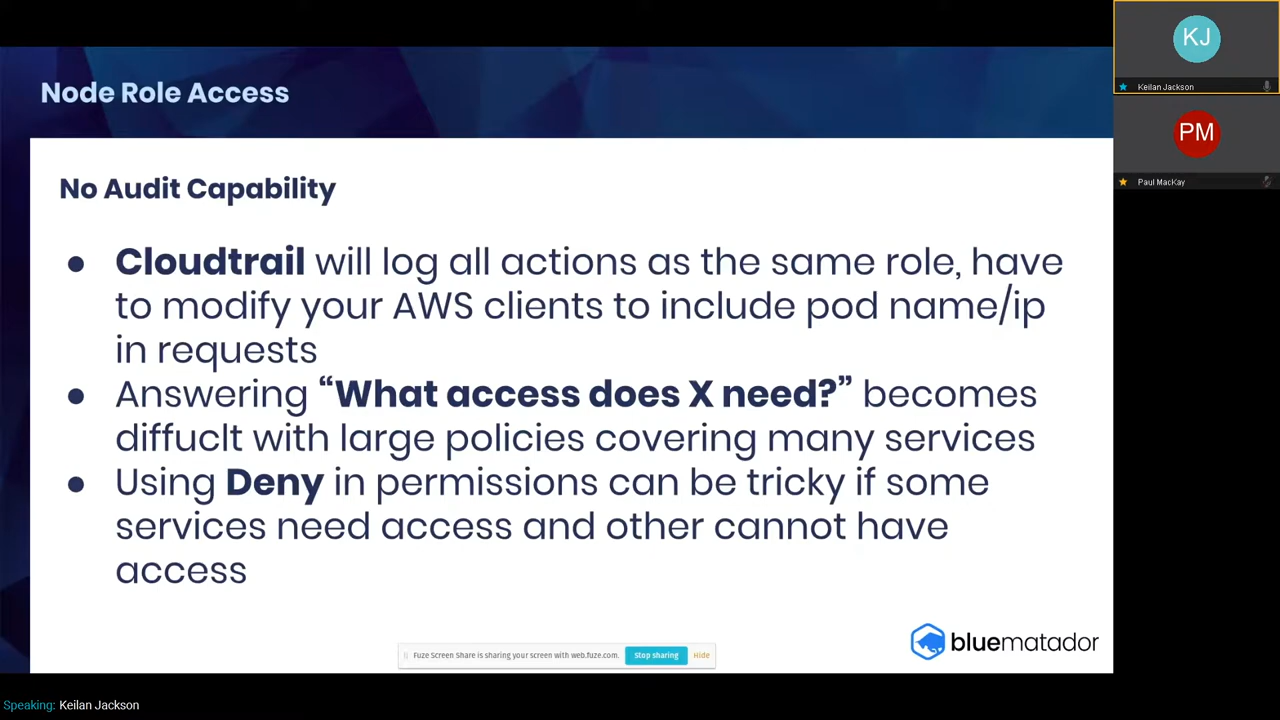 Node Role Access
No Audit Capability
● Cloudtrail will log all actions as the same role, have
to modify your AWS clients to include pod name/ip
in requests
● Answering “What access does X need?” becomes
diffuclt with large policies covering many services
● Using Deny in permissions can be tricky if some
services need access and other cannot have
access
Fuze Screen Share is sharing your screen with web.fuze.com. Stop sharing Hide
bluematador
KJ
Keilan Jackson
PM
Paul MacKay
Speaking: Keilan Jackson